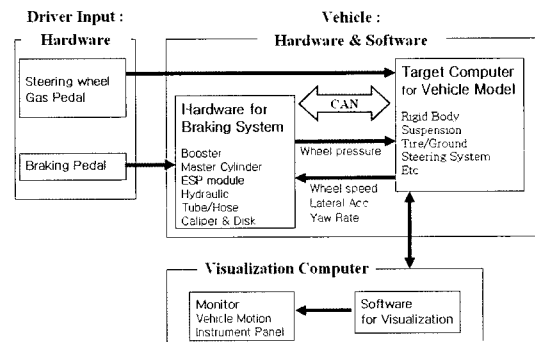 Driver Input :
Hardware
Steering wheel
Gas Pedal
Braking Pedal
Vehicle :
Hardware & Software
Hardware for
Braking System
Booster
Master Cylinder
ESP module
Hydraulic
Tube/Hose
Caliper & Disk
CAN
Wheel pressure
Wheel speed
Lateral Acc
Yaw Rate
Target Computer
for Vehicle Model
Rigid Body
Suspension
Tire/Ground
Steering System
Etc
Visualization Computer
Monitor
Vehicle Motion
Instrument Panel
Software
for Visualization